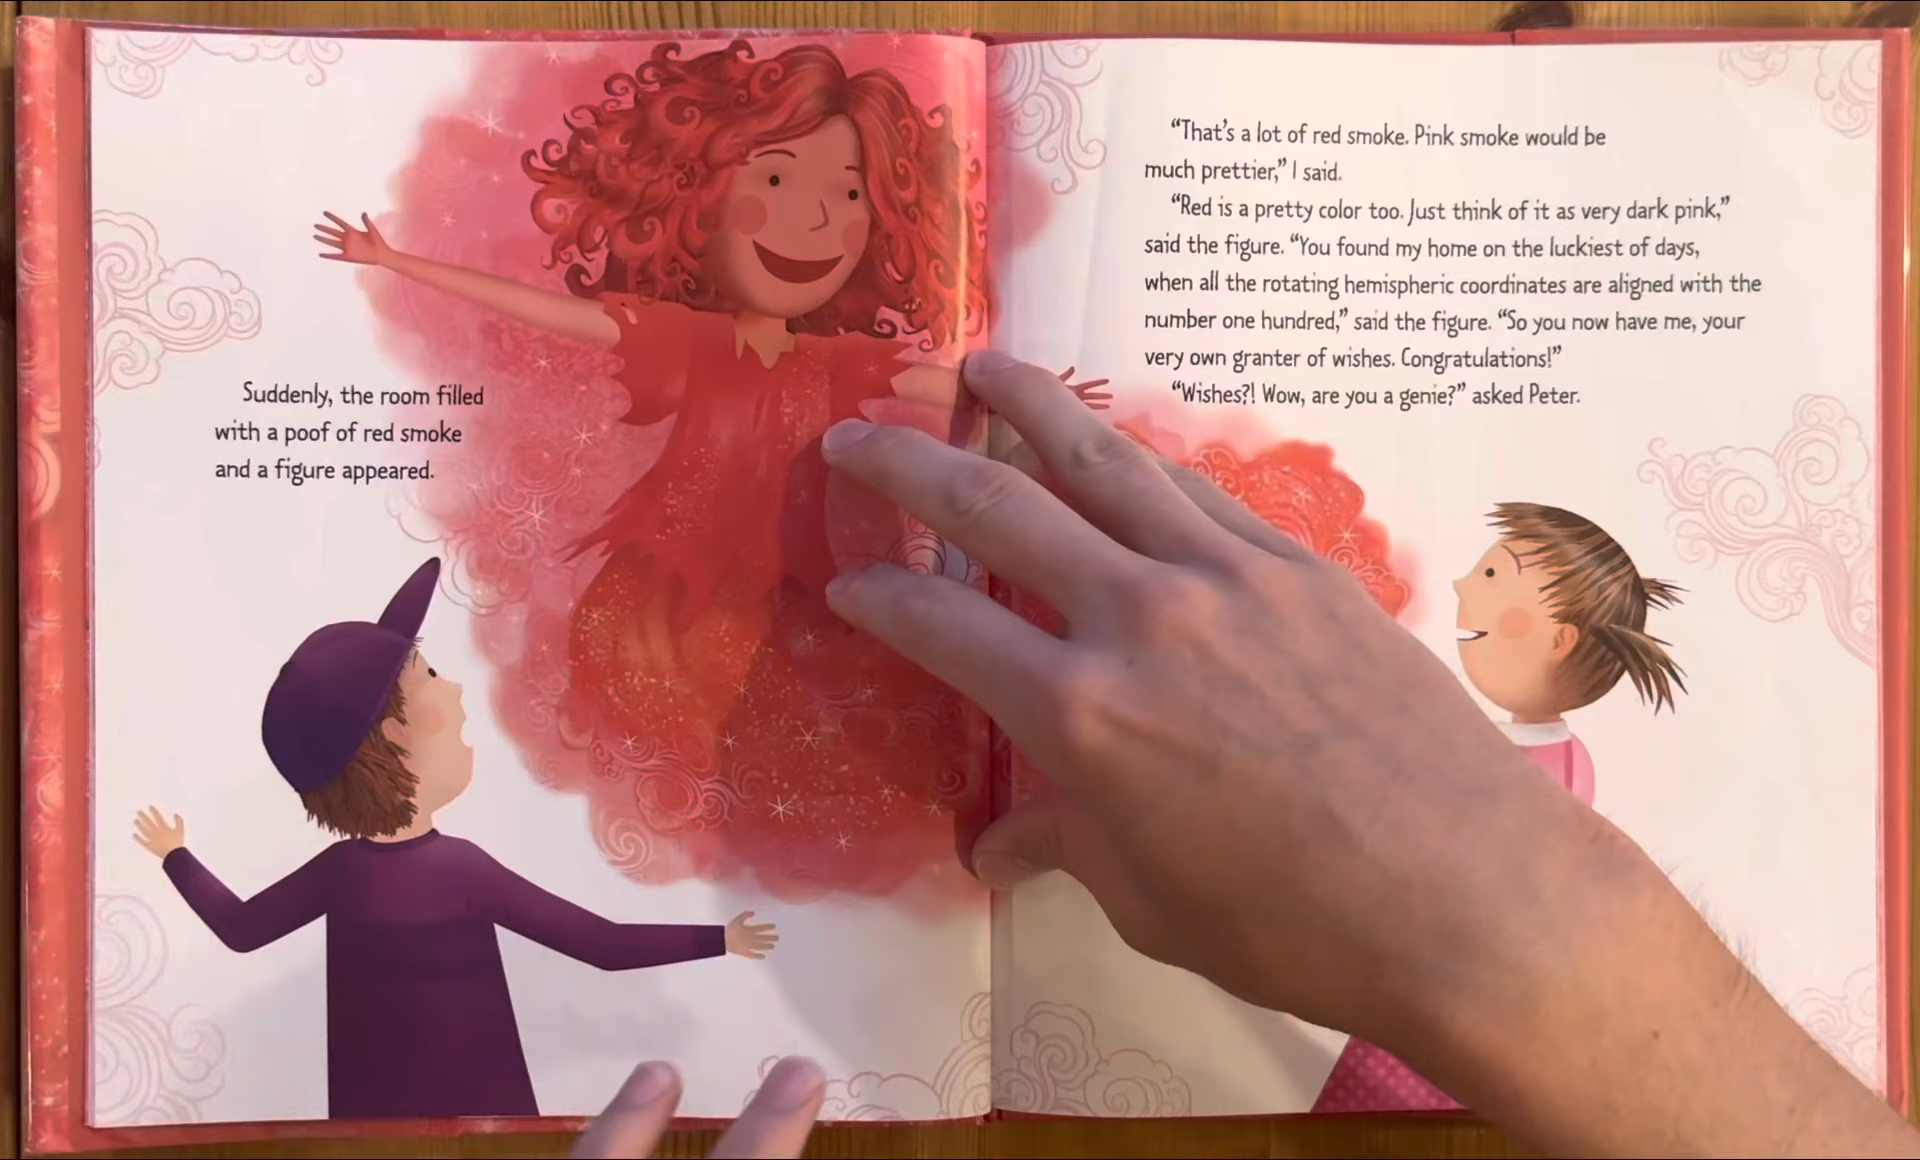 Suddenly, the room filled
with a poof of red smoke
and a figure appeared.
“That’s a lot of red smoke. Pink smoke would be
much prettier,” I said.
“Red is a pretty color too. Just think of it as very dark pink,”
said the figure. “You found my home on the luckiest of days,
when all the rotating hemispheric coordinates are aligned with the
number one hundred,” said the figure. “So you now have me, your
very own granter of wishes. Congratulations!”
“Wishes?! Wow, are you a genie?” asked Peter.